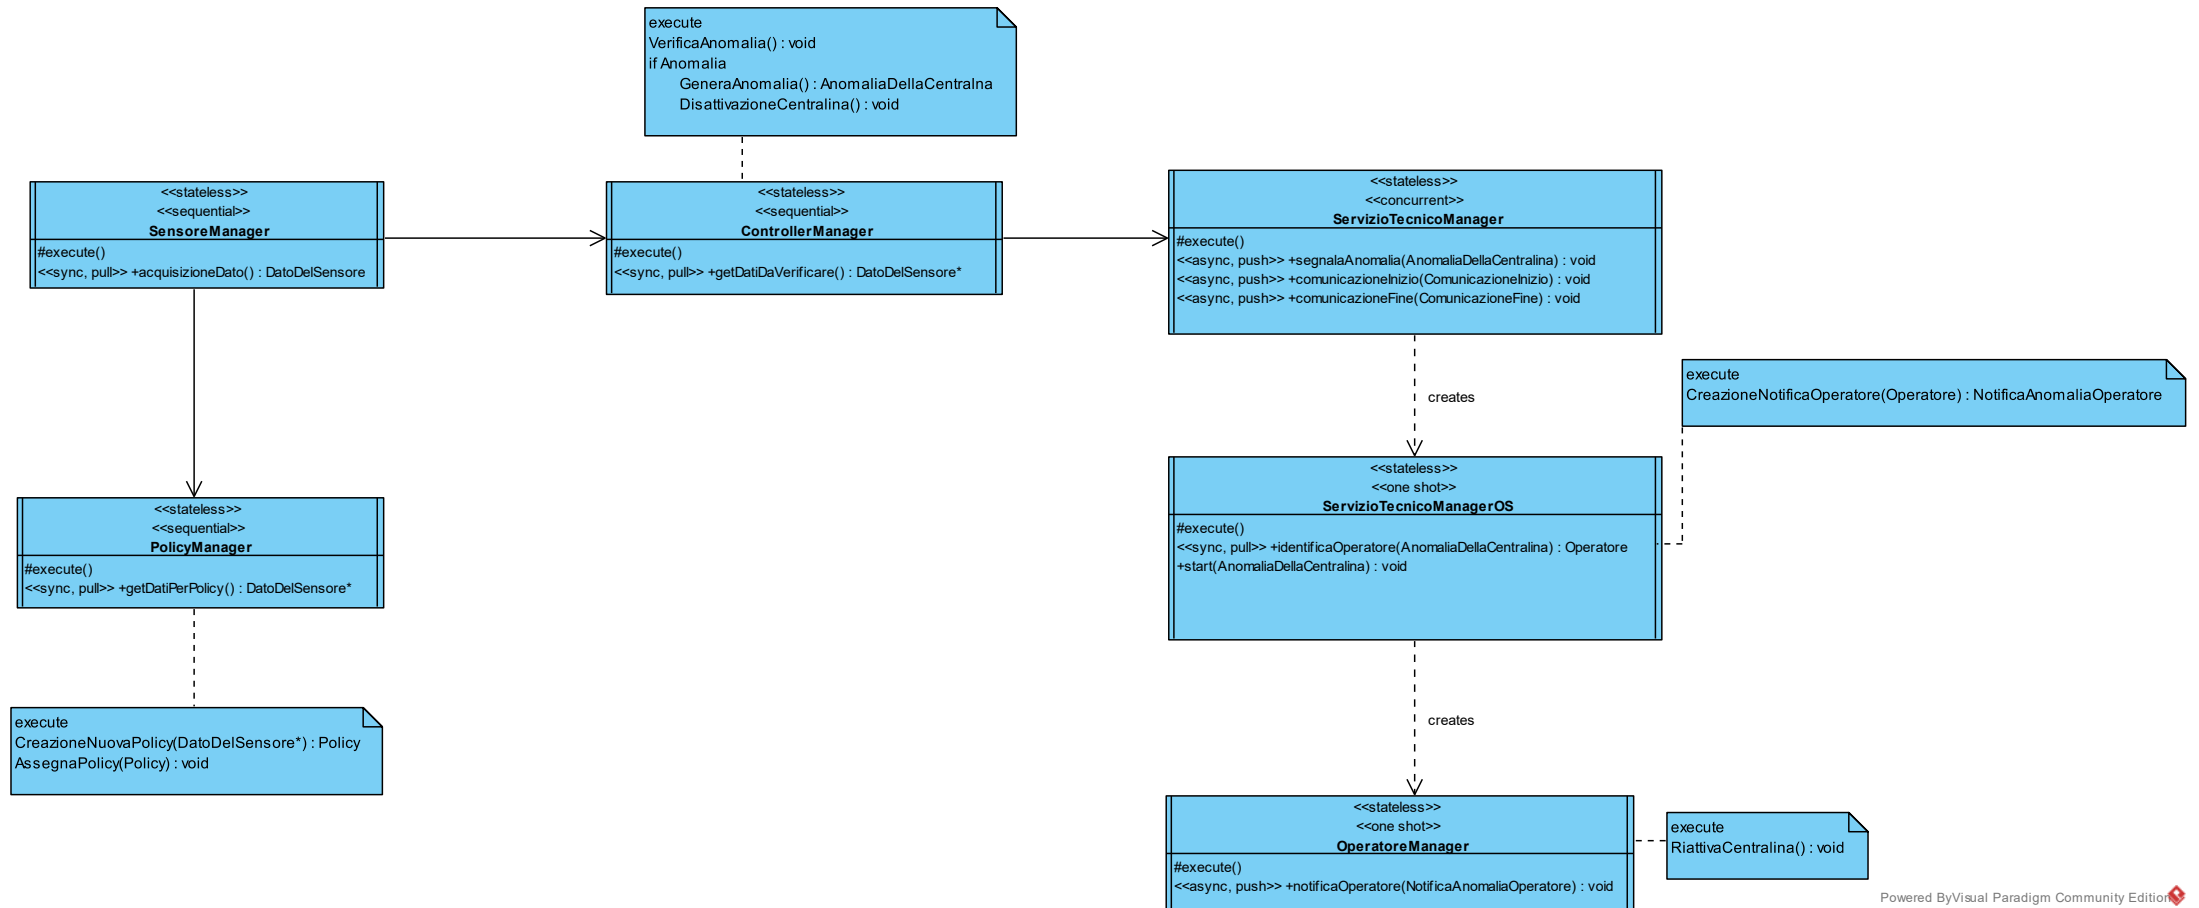 execute
VerificaAnomalia() : void
if Anomalia
GeneraAnomalia() : AnomaliaDellaCentralna
DisattivazioneCentralina() : void
<<stateless>>
<<sequential>>
SensoreManager
#execute()
<<sync, pull>> +acquisizioneDato() : DatoDelSensore
<<stateless>>
<<sequential>>
ControllerManager
#execute()
<<sync, pull>> +getDatiDaVerificare() : DatoDelSensore*
<<stateless>>
<<concurrent>>
ServizioTecnicoManager
#execute()
<<async, push>> +segnalaAnomalia(AnomaliaDellaCentralina) : void
<<async, push>> +comunicazioneInizio(ComunicazioneInizio) : void
<<async, push>> +comunicazioneFine(ComunicazioneFine) : void
creates
execute
CreazioneNotificaOperatore(Operatore) : NotificaAnomaliaOperatore
<<stateless>>
<<one shot>>
ServizioTecnicoManagerOS
#execute()
<<sync, pull>> +identificaOperatore(AnomaliaDellaCentralina) : Operatore
+start(AnomaliaDellaCentralina) : void
<<stateless>>
<<sequential>>
PolicyManager
#execute()
<<sync, pull>> +getDatiPerPolicy() : DatoDelSensore*
execute
CreazioneNuovaPolicy(DatoDelSensore*) : Policy
AssegnaPolicy(Policy) : void
creates
<<stateless>>
<<one shot>>
OperatoreManager
#execute()
<<async, push>> +notificaOperatore(NotificaAnomaliaOperatore) : void
execute
RiattivaCentralina() : void
Powered ByVisual Paradigm Community Edition